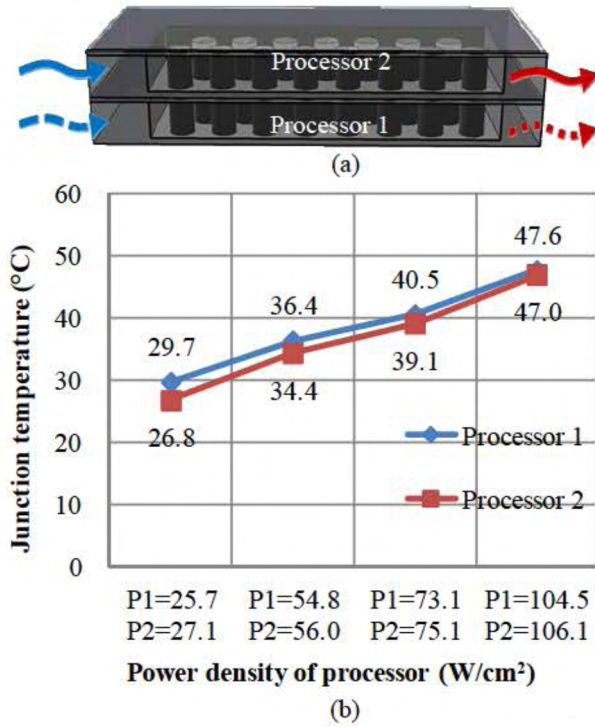 Processor 2
Processor 1
(a)
60
50
40
30
20
10
0
Junction temperature (°C)
29.7
36.4
40.5
47.6
26.8
34.4
39.1
47.0
Processor 1
Processor 2
P1=25.7 P1=54.8 P1=73.1 P1=104.5
P2=27.1 P2=56.0 P2=75.1 P2=106.1
Power density of processor (W/cm²)
(b)